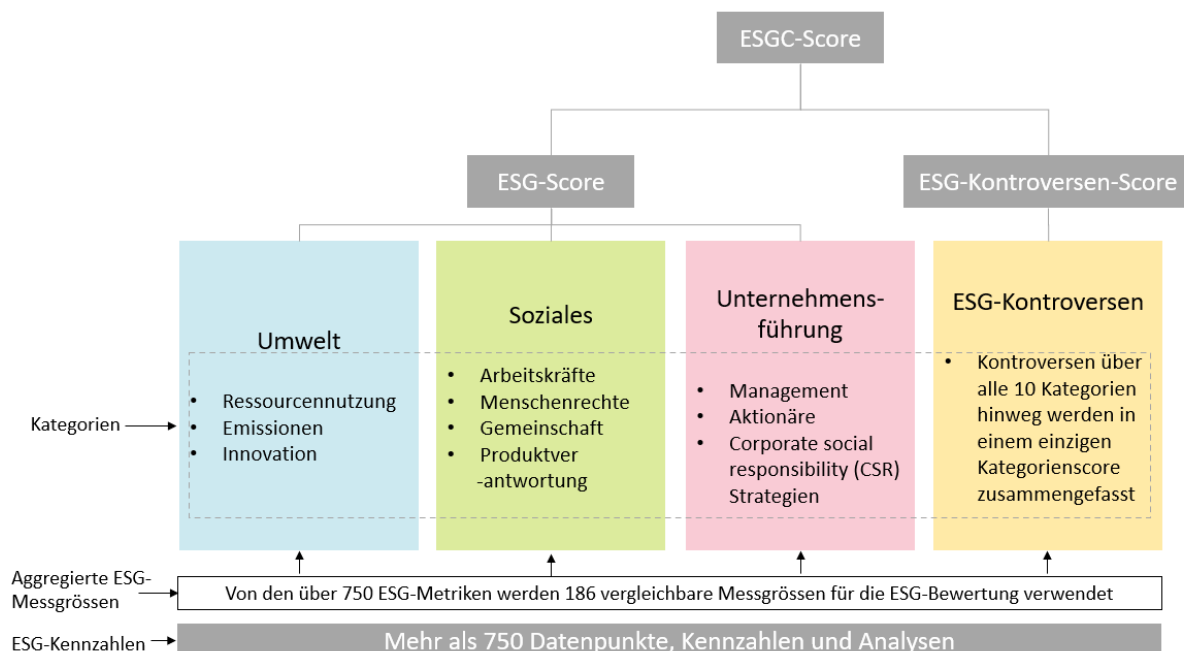 ESGC-Score
ESG-Score
ESG-Kontroversen-Score
Umwelt
• Ressourcennutzung
• Emissionen
• Innovation
Soziales
• Arbeitskräfte
• Menschenrechte
• Gemeinschaft
• Produktver
-antwortung
Unternehmens-
führung
• Management
• Aktionäre
• Corporate social
responsibility (CSR)
Strategien
ESG-Kontroversen
• Kontroversen über
alle 10 Kategorien
hinweg werden in
einem einzigen
Kategorienscore
zusammengefasst
Kategorien
Aggregierte ESG-
Messgrössen
Von den über 750 ESG-Metriken werden 186 vergleichbare Messgrössen für die ESG-Bewertung verwendet
ESG-Kennzahlen
Mehr als 750 Datenpunkte, Kennzahlen und Analysen